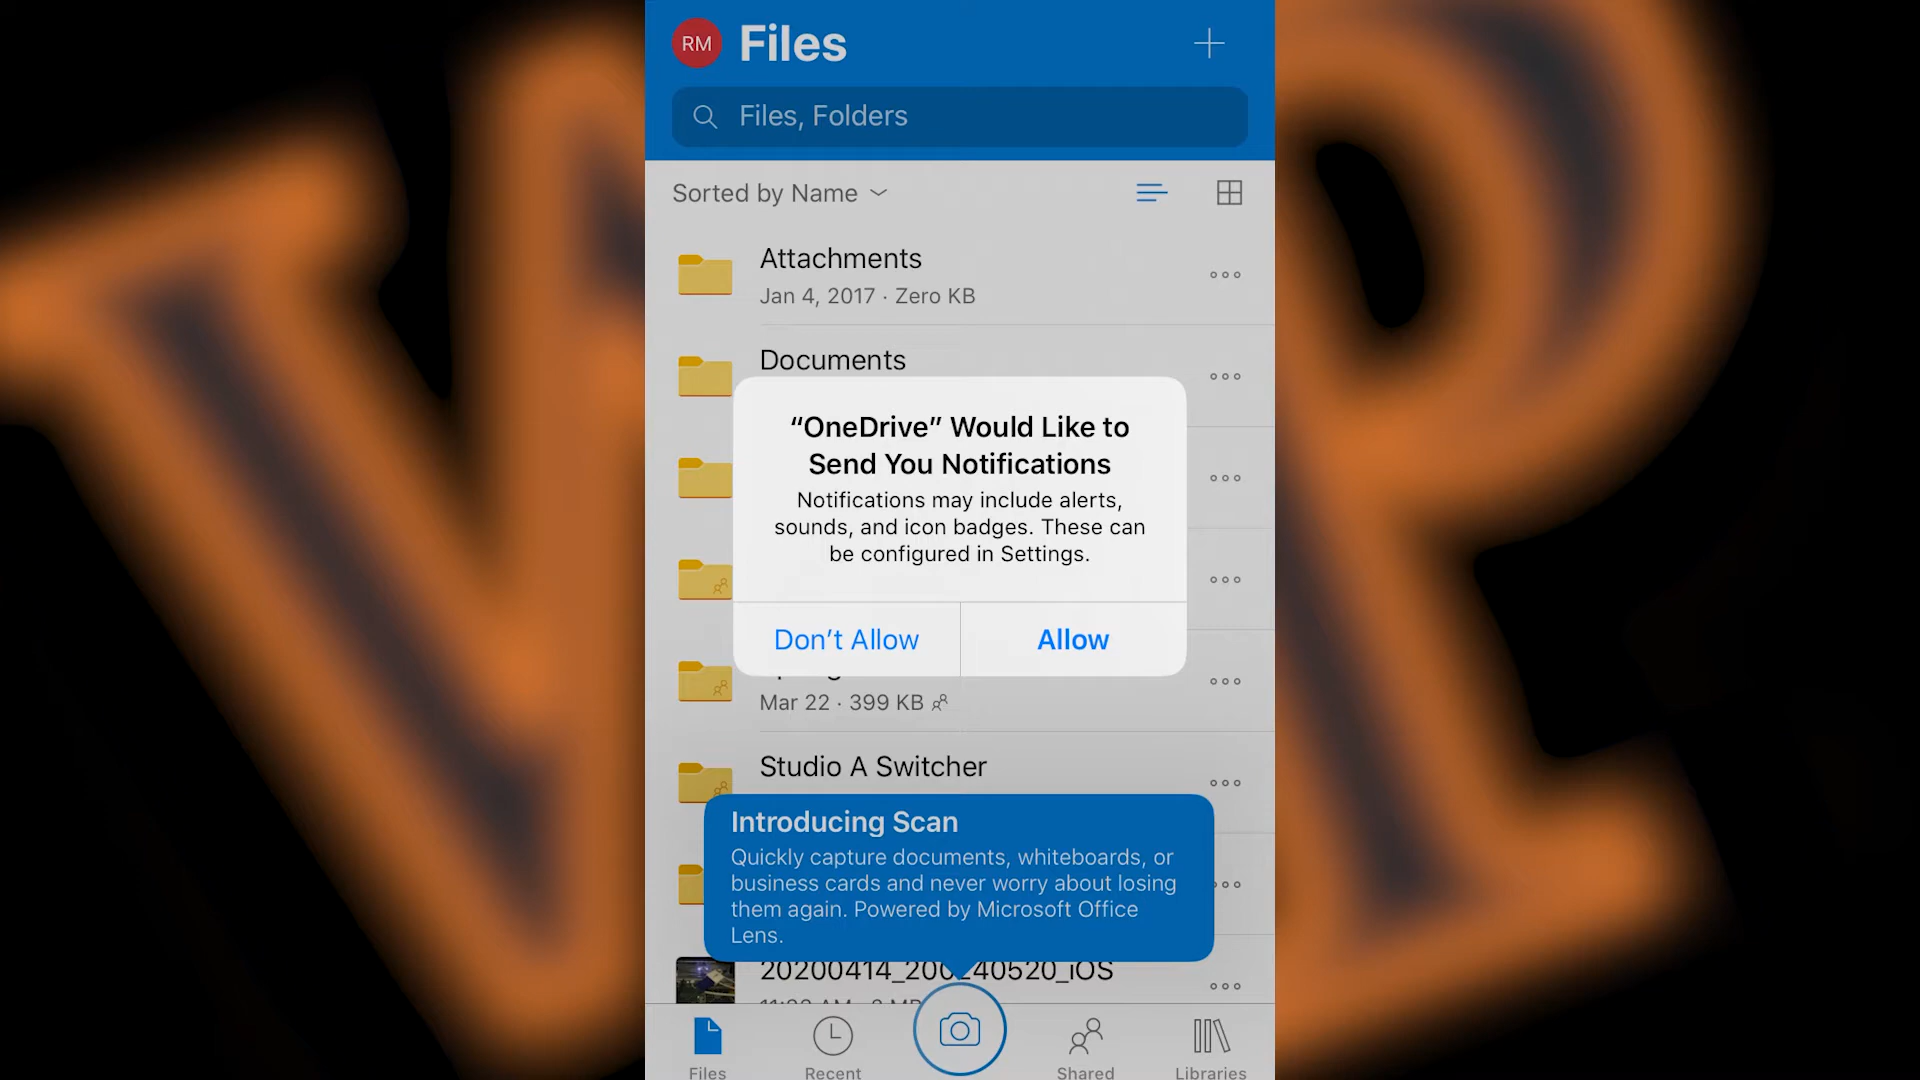 RM Files
Files, Folders
Sorted by Name
Attachments
Jan 4, 2017 · Zero KB
Documents
“OneDrive” Would Like to
Send You Notifications
Notifications may include alerts,
sounds, and icon badges. These can
be configured in Settings.
Don’t Allow Allow
Mar 22 · 399 KB
Studio A Switcher
Introducing Scan
Quickly capture documents, whiteboards, or
business cards and never worry about losing
them again. Powered by Microsoft Office
Lens.
20200414_200240520_iOS
Files Recent Shared Libraries